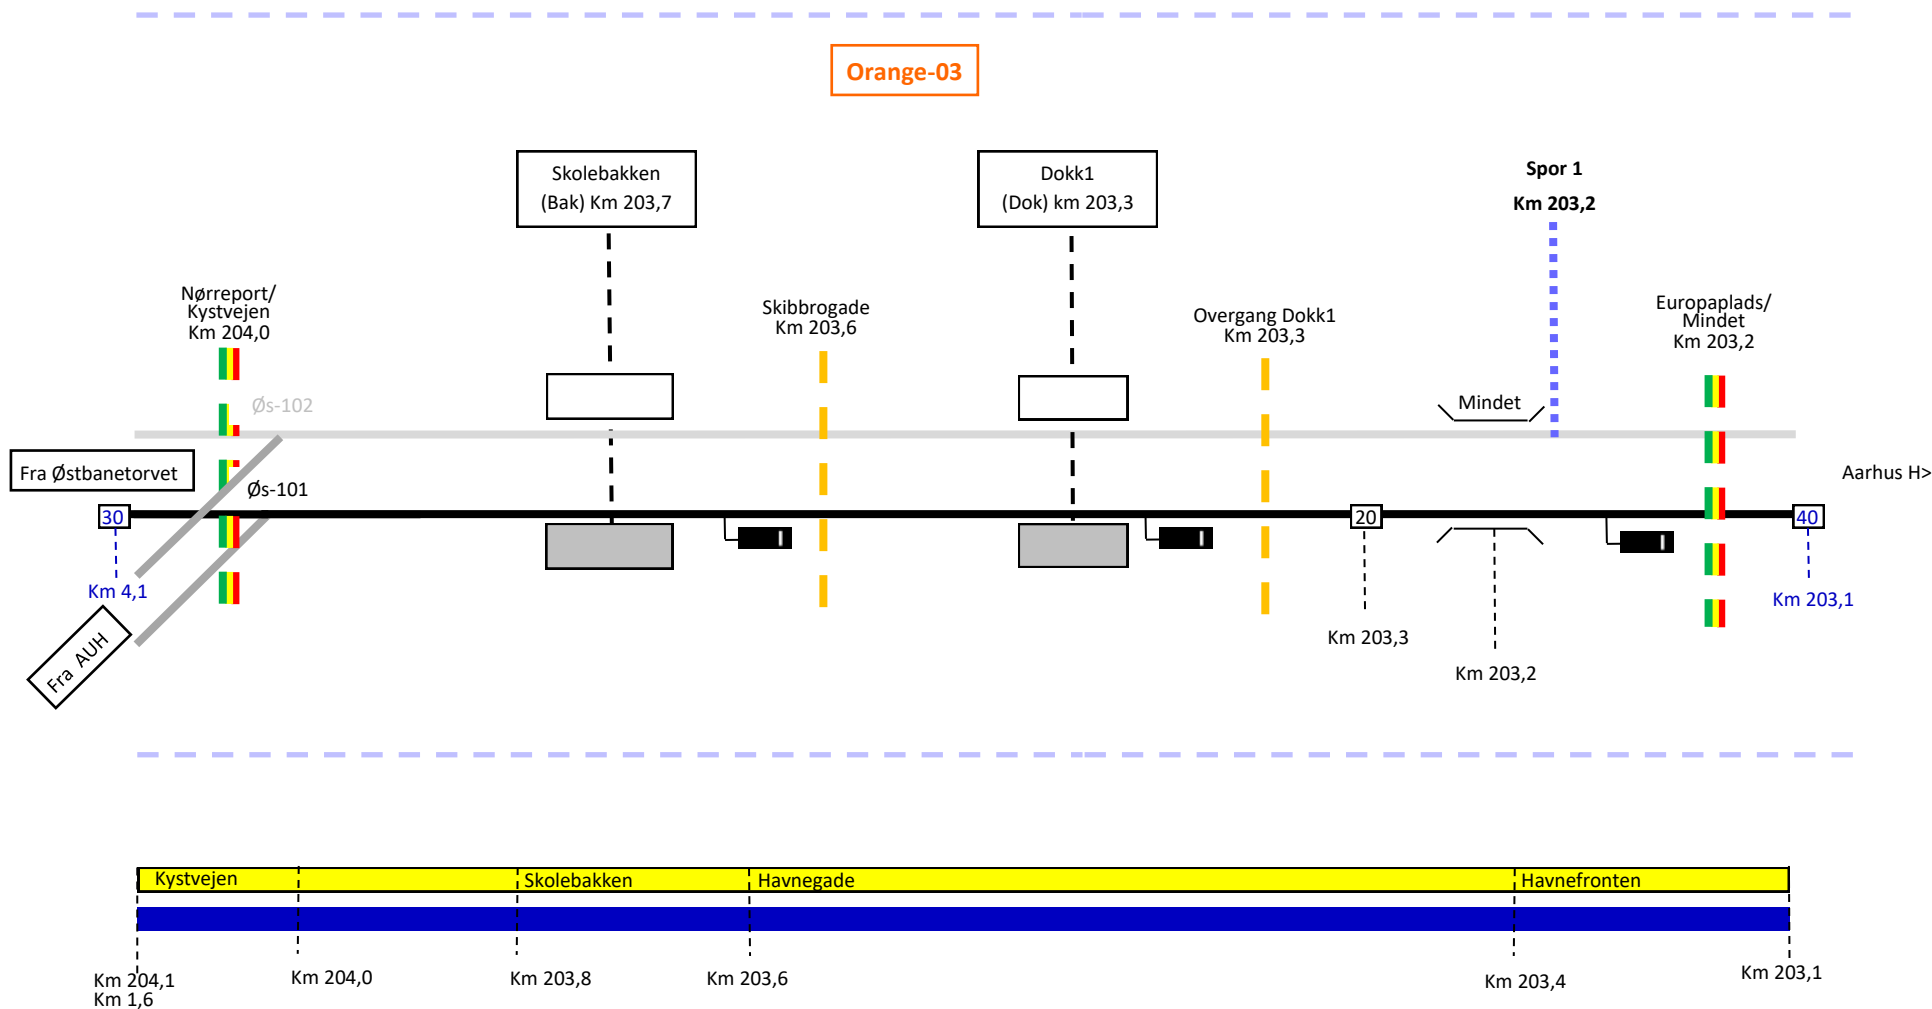 Orange-03
Skolebakken
(Bak) Km 203,7
Dokk1
(Dok) km 203,3
Spor 1
Km 203,2
Nørreport/
Kystvejen
Km 204,0
Skibbrogade
Km 203,6
Overgang Dokk1
Km 203,3
Europaplads/
Mindet
Km 203,2
Øs-102
Mindet
Fra Østbanetorvet
Øs-101
Aarhus H>
30
20
40
Km 4,1
Km 203,1
Fra AUH
Km 203,3
Km 203,2
Kystvejen
Skolebakken
Havnegade
Havnefronten
Km 204,1
Km 1,6
Km 204,0
Km 203,8
Km 203,6
Km 203,4
Km 203,1